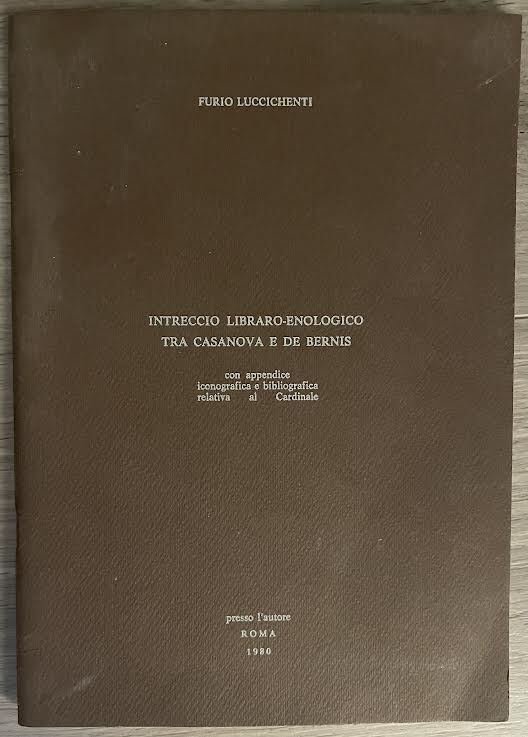 FURIO LUCCICHENTI
INTRECCIO LIBRARO-ENOLOGICO
TRA CASANOVA E DE BERNIS
con appendice
iconografica e bibliografica
relativa al Cardinale
presso l'autore
ROMA
1980